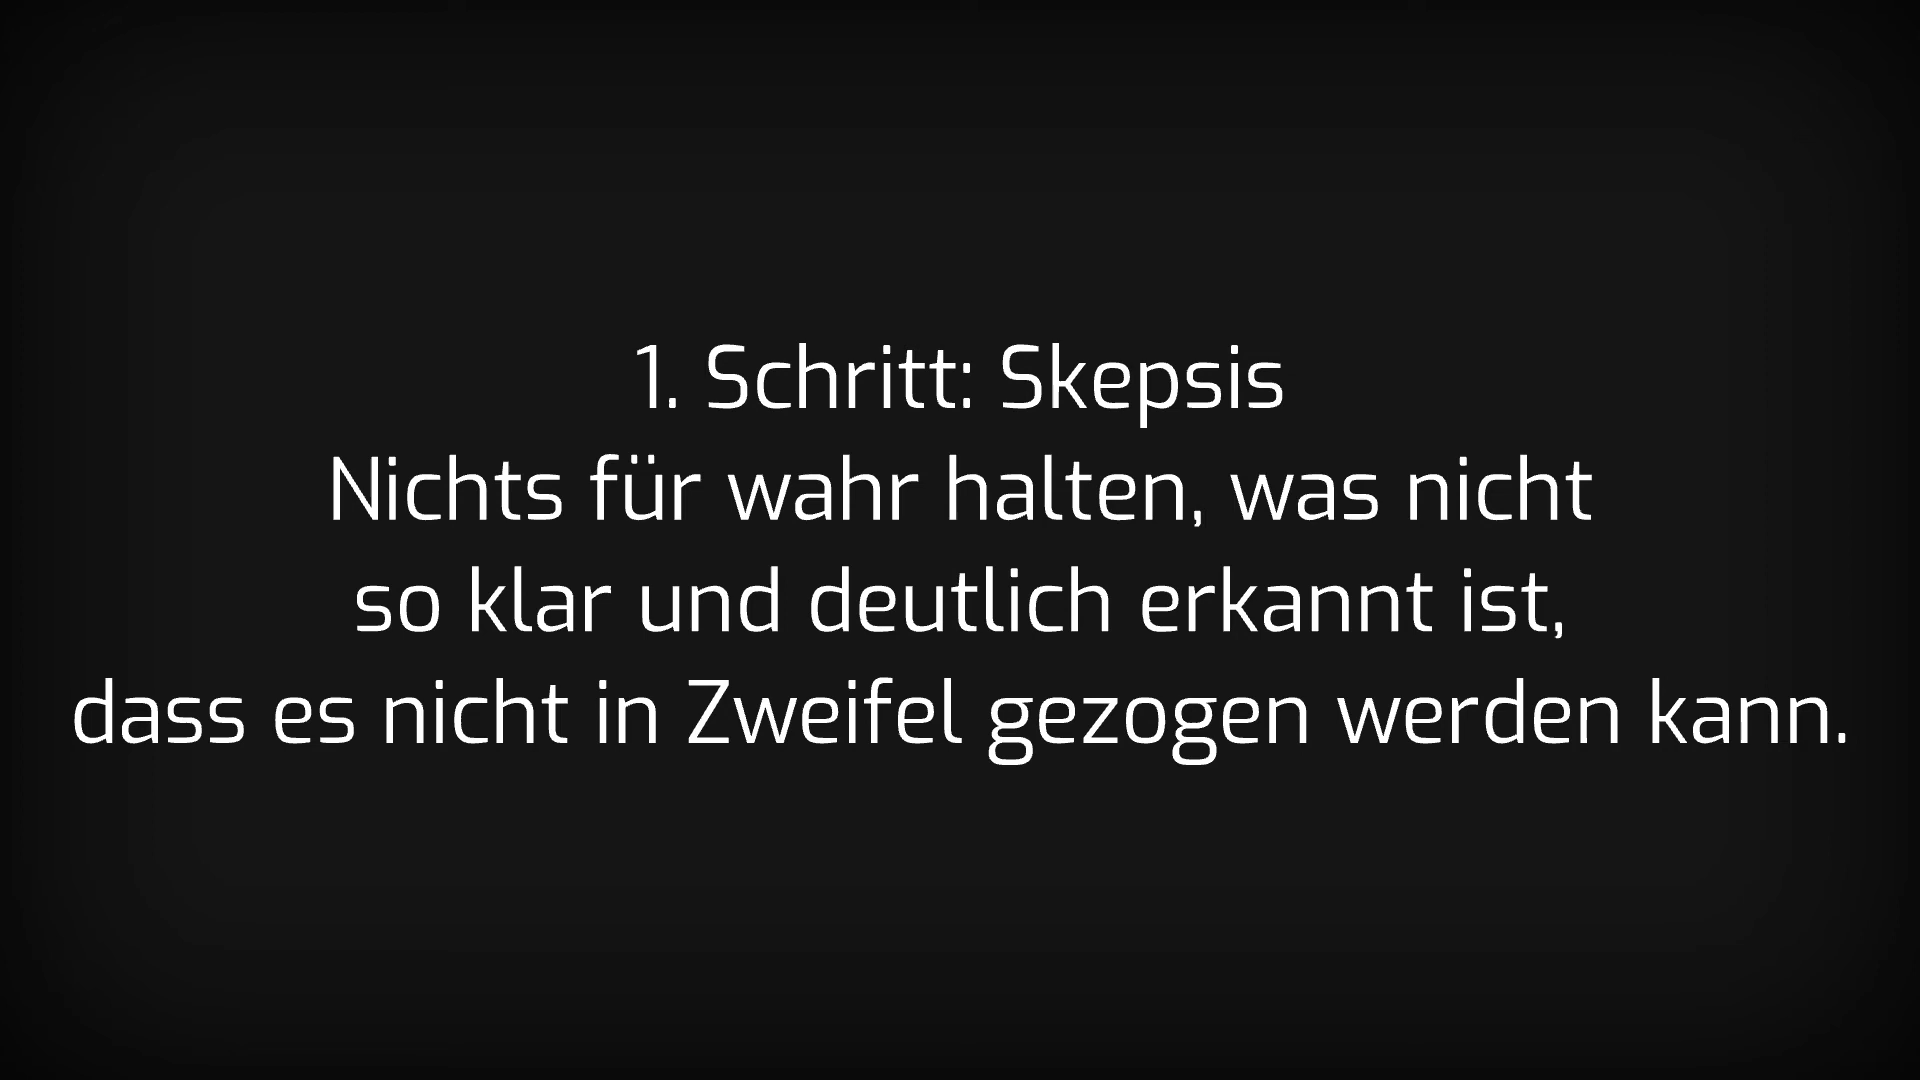 1. Schritt: Skepsis
Nichts für wahr halten, was nicht
so klar und deutlich erkannt ist,
dass es nicht in Zweifel gezogen werden kann.